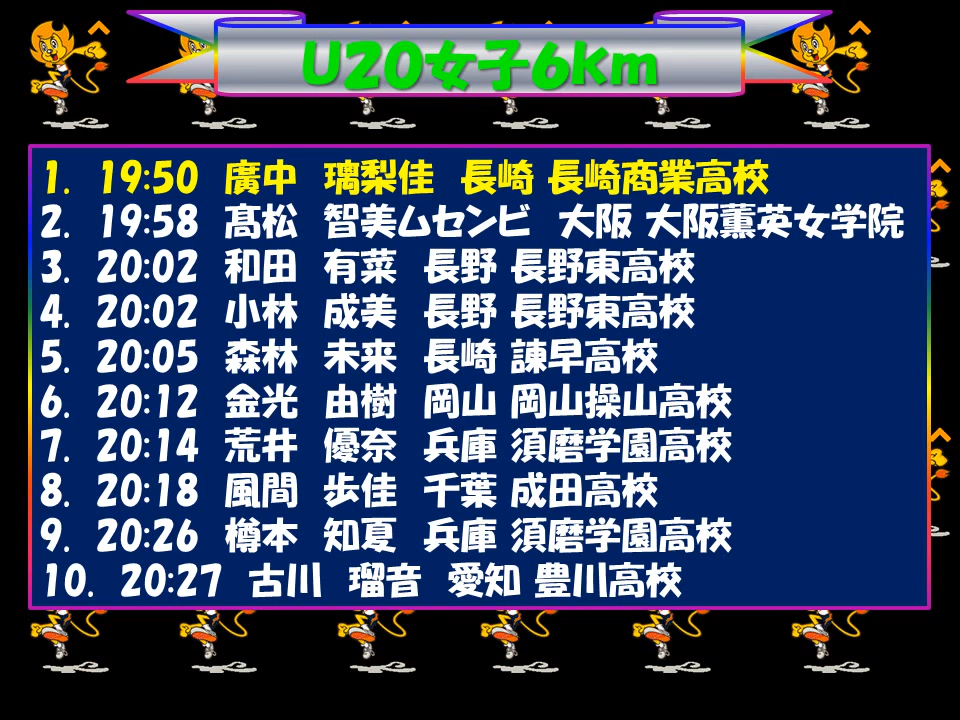 U20女子6km
1. 19:50 廣中 璃梨佳 長崎 長崎商業高校
2. 19:58 髙松 智美ムセンビ 大阪 大阪薫英女学院
3. 20:02 和田 有菜 長野 長野東高校
4. 20:02 小林 成美 長野 長野東高校
5. 20:05 森林 未来 長崎 諫早高校
6. 20:12 金光 由樹 岡山 岡山操山高校
7. 20:14 荒井 優奈 兵庫 須磨学園高校
8. 20:18 風間 歩佳 千葉 成田高校
9. 20:26 樽本 知夏 兵庫 須磨学園高校
10. 20:27 古川 瑠音 愛知 豊川高校